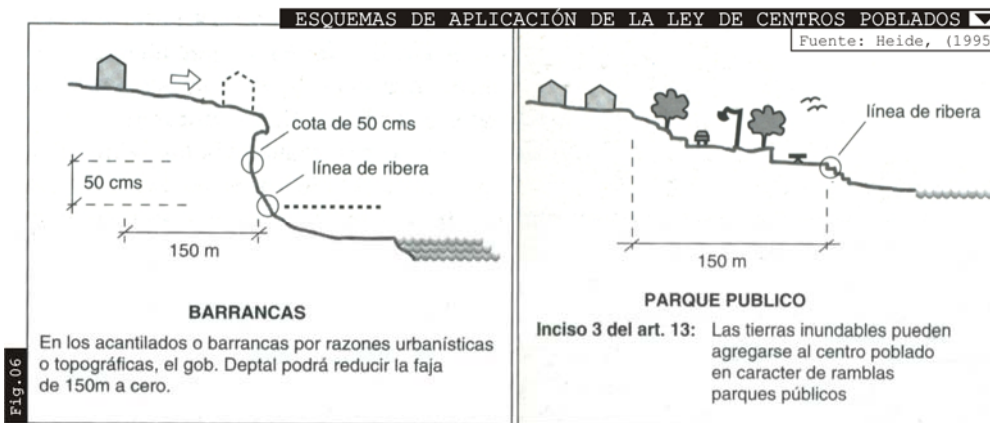 ESQUEMAS DE APLICACIÓN DE LA LEY DE CENTROS POBLADOS
Fuente: Heide, (1995
cota de 50 cms
línea de ribera
50 cms
150 m
BARRANCAS
En los acantilados o barrancas por razones urbanísticas
o topográficas, el gob. Deptal podrá reducir la faja
de 150m a cero.
línea de ribera
150 m
PARQUE PUBLICO
Inciso 3 del art. 13: Las tierras inundables pueden
agregarse al centro poblado
en caracter de ramblas
parques públicos
Fig.06